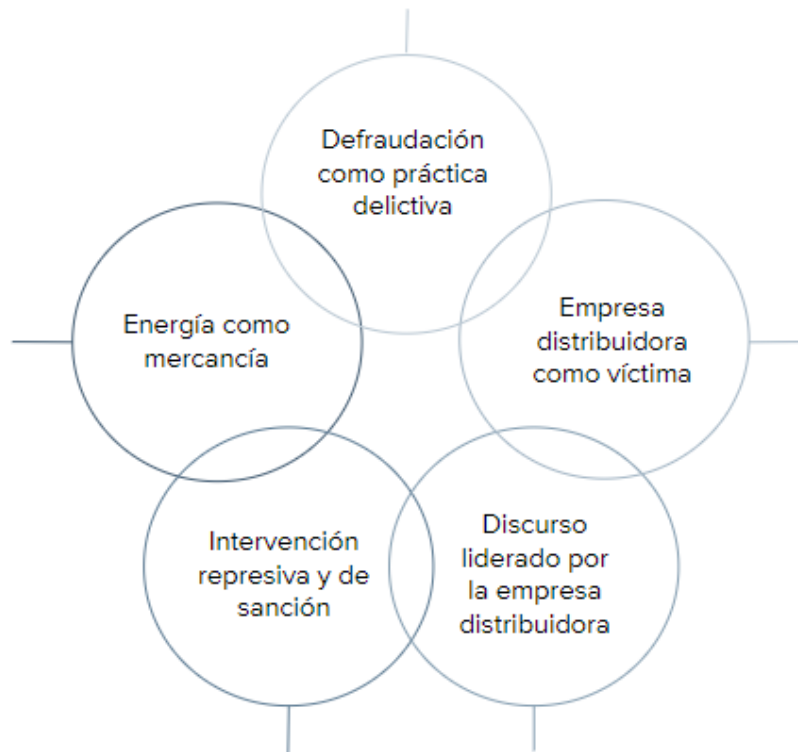 Defraudación
como práctica
delictiva
Energía como
mercancía
Empresa
distribuidora
como víctima
Intervención
represiva y de
sanción
Discurso
liderado por
la empresa
distribuidora